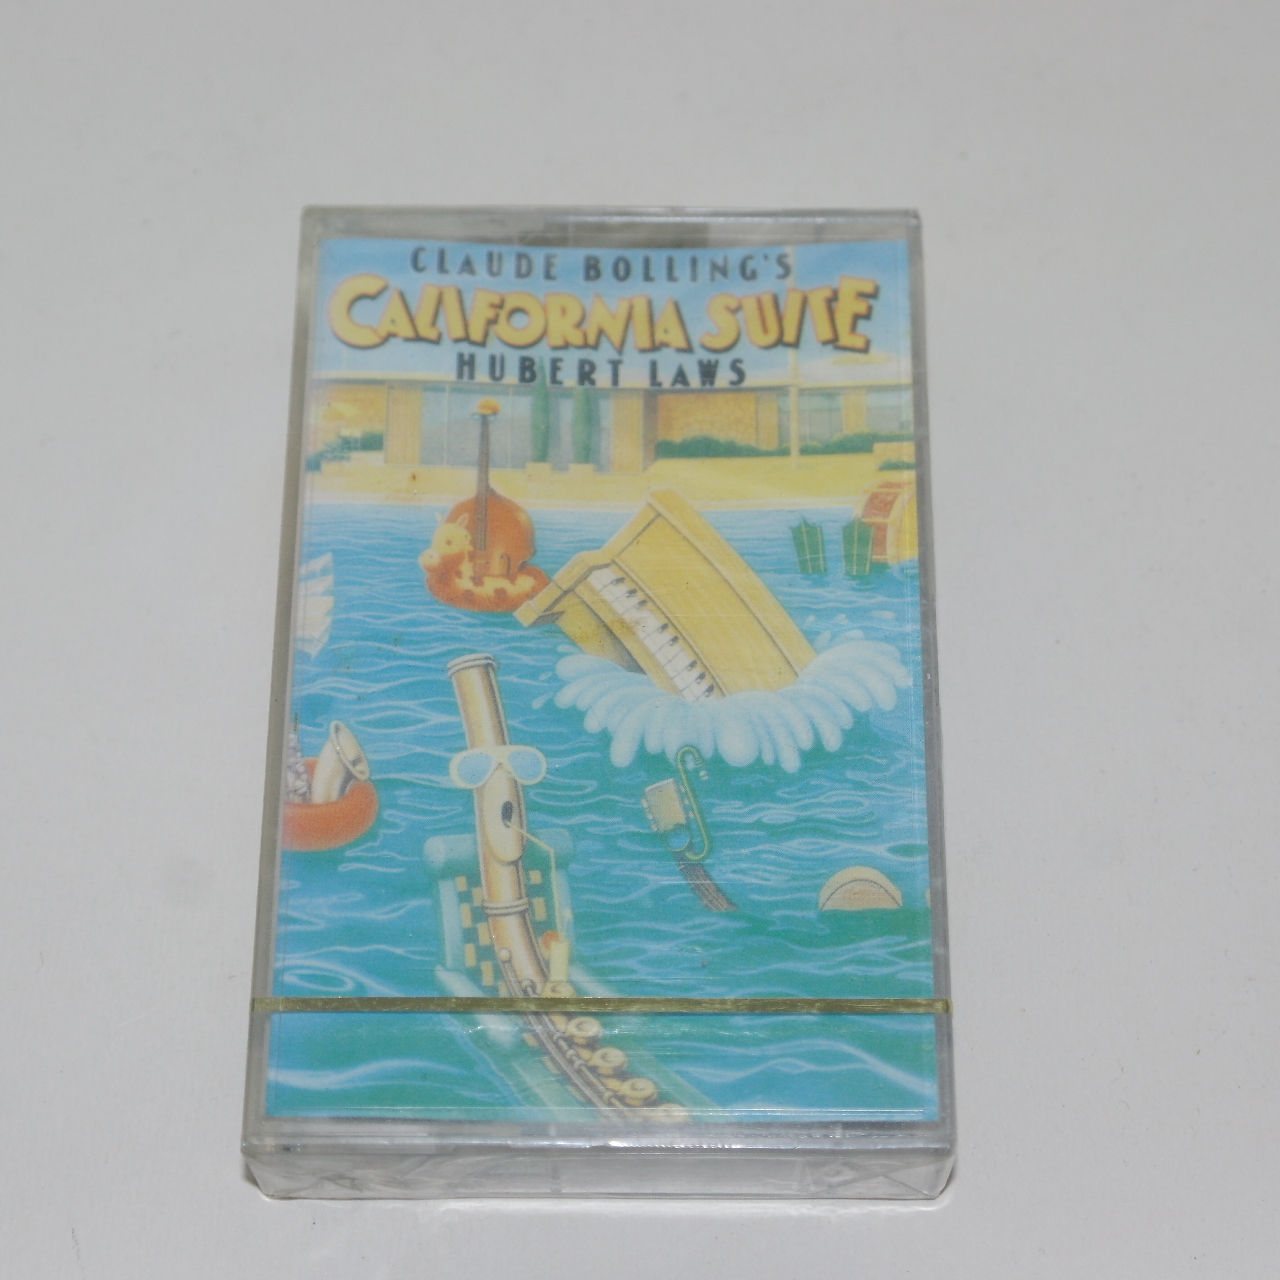 CLAUDE BOLLING'S
CALIFORNIA SUITE
HUBERT LAWS